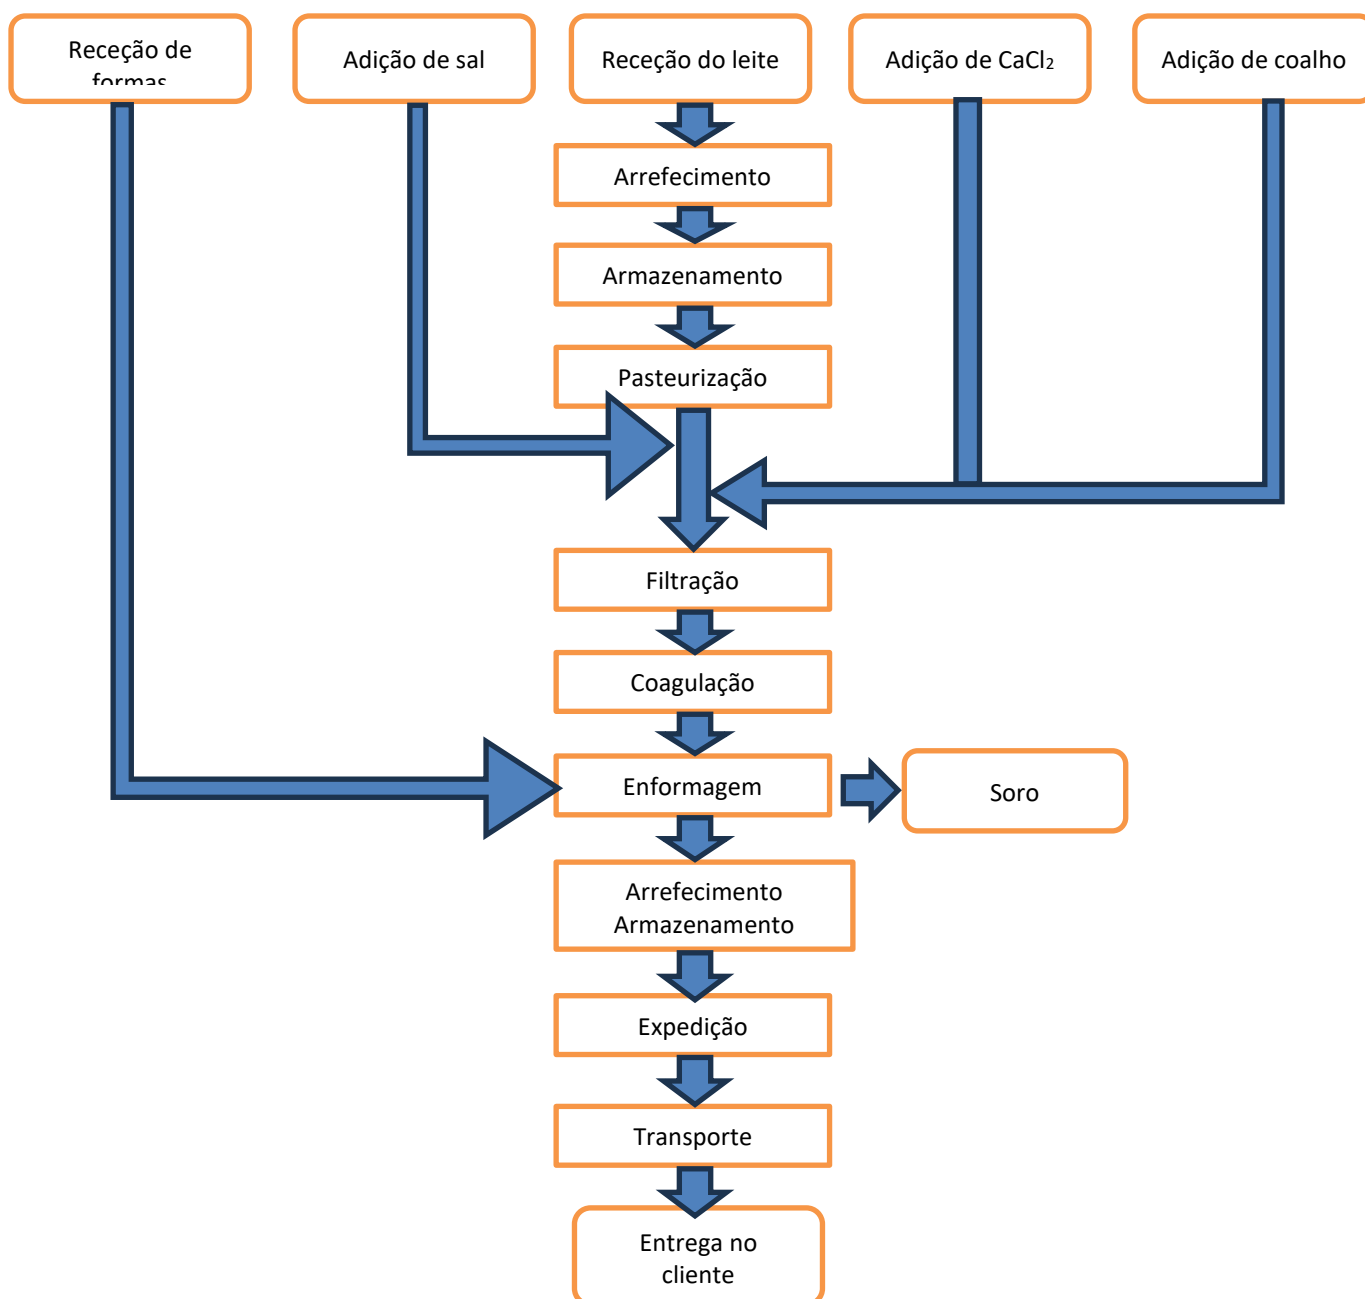 Receção de
formas
Adição de sal
Receção do leite
Adição de CaCl₂
Adição de coalho
Arrefecimento
Armazenamento
Pasteurização
Filtração
Coagulação
Enformagem
Soro
Arrefecimento
Armazenamento
Expedição
Transporte
Entrega no
cliente